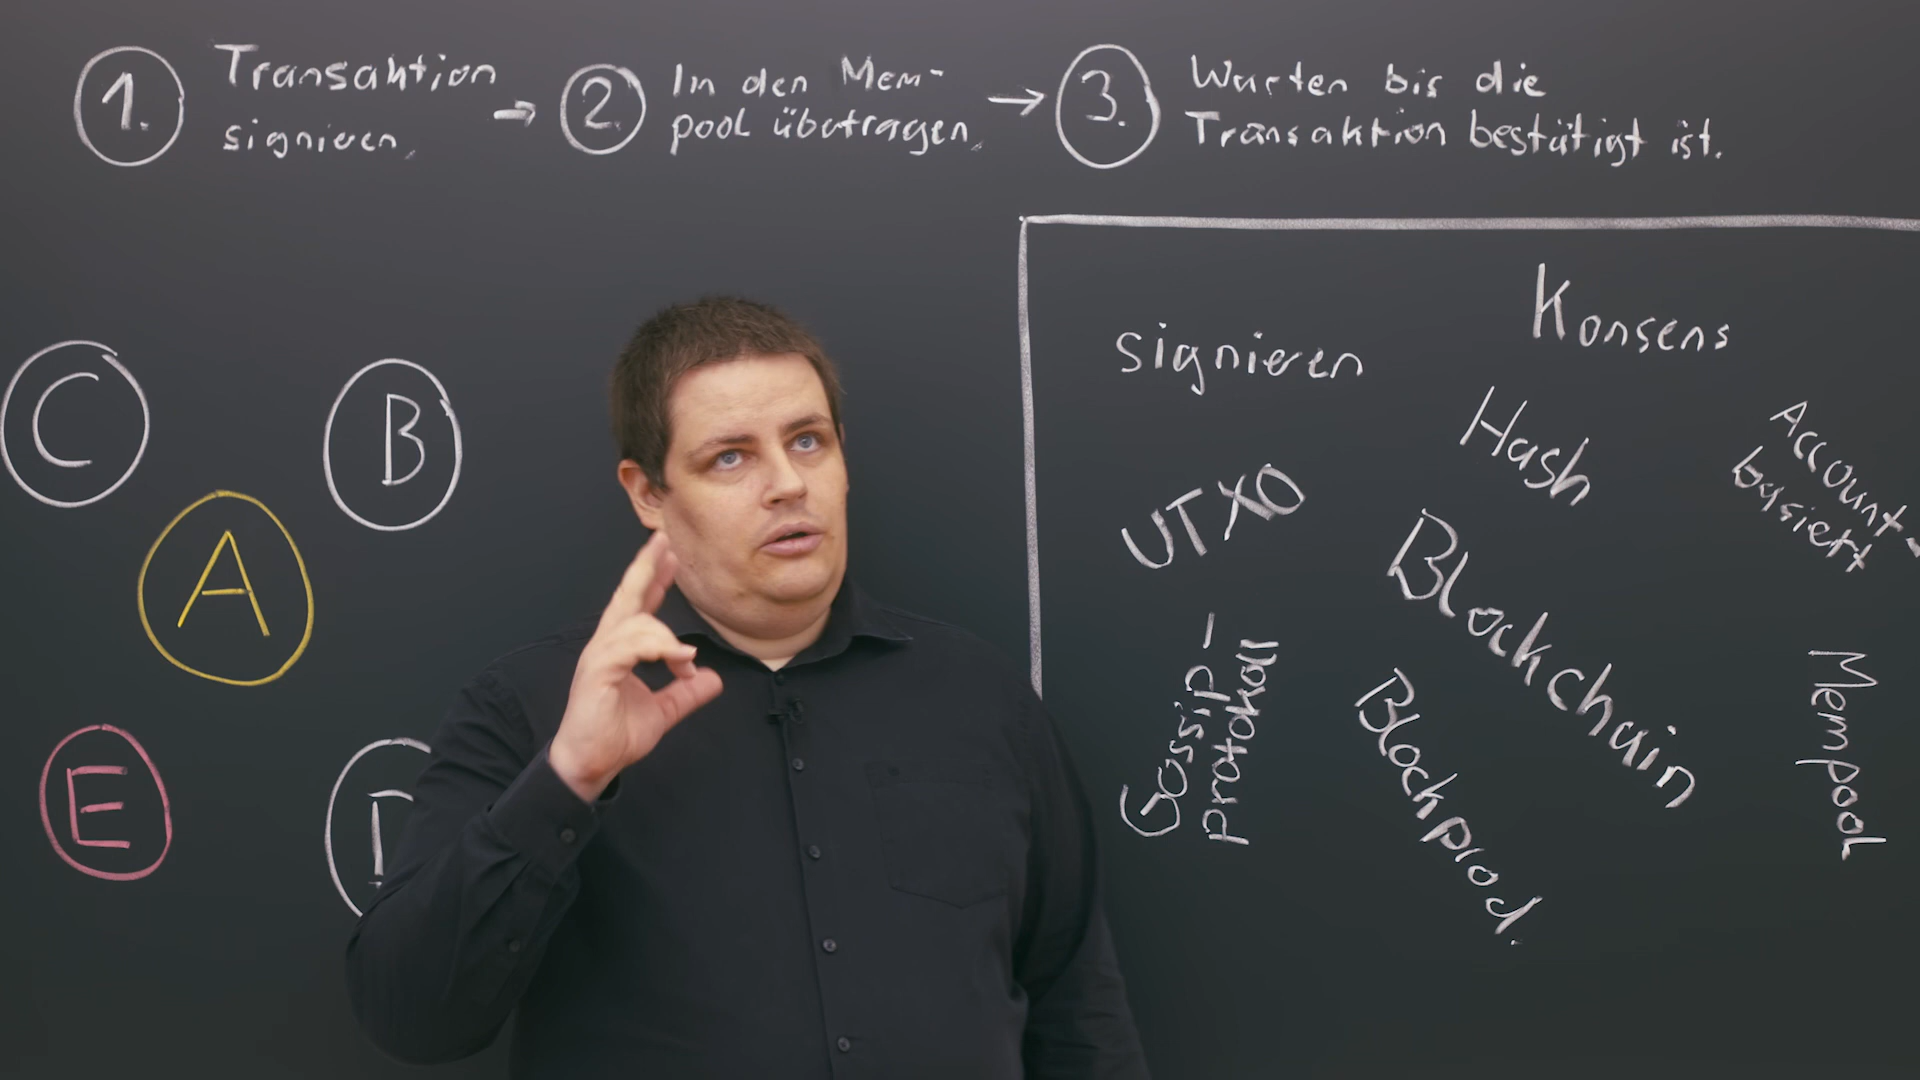 1.
Transaktion
signieren.
→
2.
In den Mem-
pool übertragen.
→
3.
Warten bis die
Transaktion bestätigt ist.
C
B
A
E
D
Konsens
signieren
Hash
Account-
basiert
UTXO
Blockchain
Gossip-
protokoll
Blockprod.
Mempool